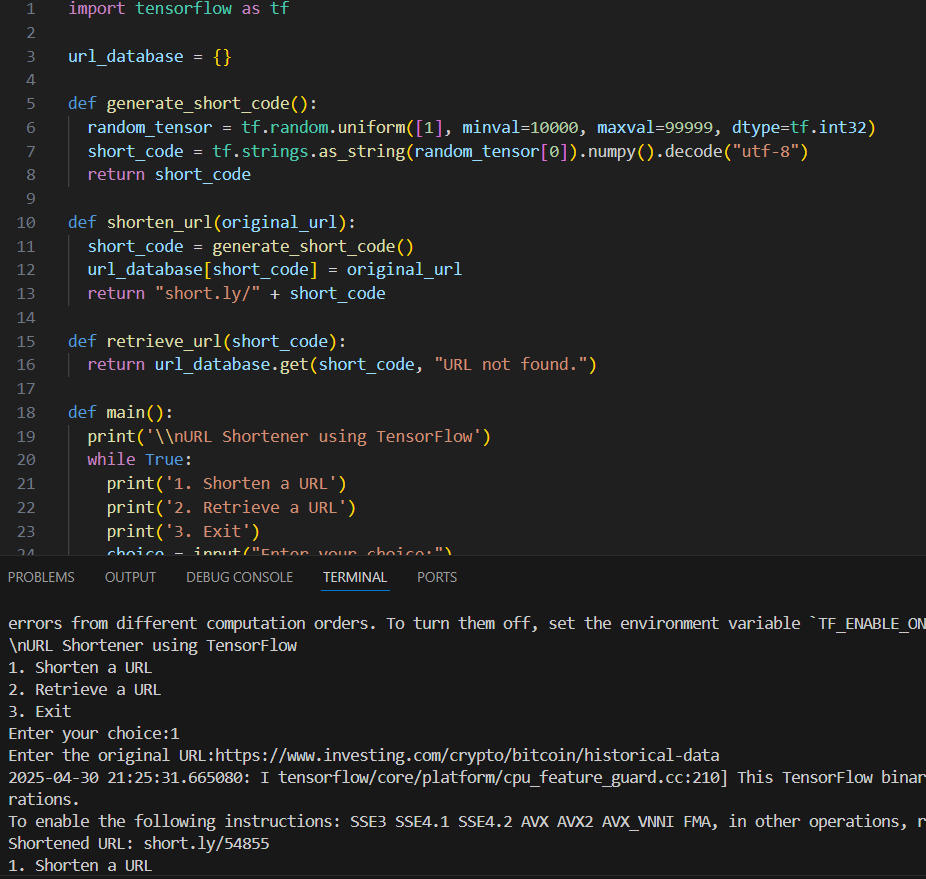 1 import tensorflow as tf
2
3 url_database = {}
4
5 def generate_short_code():
6 random_tensor = tf.random.uniform([1], minval=10000, maxval=99999, dtype=tf.int32)
7 short_code = tf.strings.as_string(random_tensor[0]).numpy().decode("utf-8")
8 return short_code
9
10 def shorten_url(original_url):
11 short_code = generate_short_code()
12 url_database[short_code] = original_url
13 return "short.ly/" + short_code
14
15 def retrieve_url(short_code):
16 return url_database.get(short_code, "URL not found.")
17
18 def main():
19 print('\\nURL Shortener using TensorFlow')
20 while True:
21 print('1. Shorten a URL')
22 print('2. Retrieve a URL')
23 print('3. Exit')
24 choice = input("Enter your choice:")
PROBLEMS OUTPUT DEBUG CONSOLE TERMINAL PORTS
errors from different computation orders. To turn them off, set the environment variable `TF_ENABLE_ON
\nURL Shortener using TensorFlow
1. Shorten a URL
2. Retrieve a URL
3. Exit
Enter your choice:1
Enter the original URL:https://www.investing.com/crypto/bitcoin/historical-data
2025-04-30 21:25:31.665080: I tensorflow/core/platform/cpu_feature_guard.cc:210] This TensorFlow binar
rations.
To enable the following instructions: SSE3 SSE4.1 SSE4.2 AVX AVX2 AVX_VNNI FMA, in other operations, r
Shortened URL: short.ly/54855
1. Shorten a URL